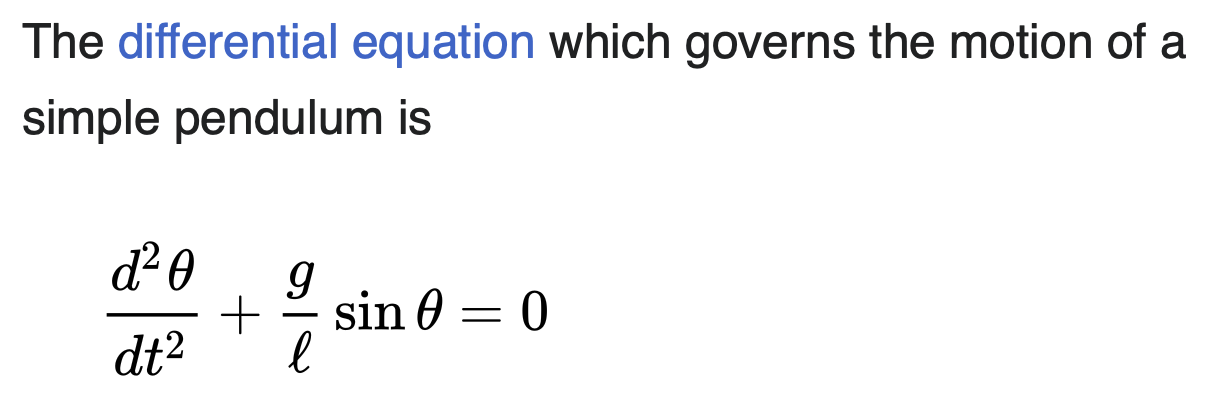 The differential equation which governs the motion of a
simple pendulum is
d²θ/dt² + g/ℓ sin θ = 0